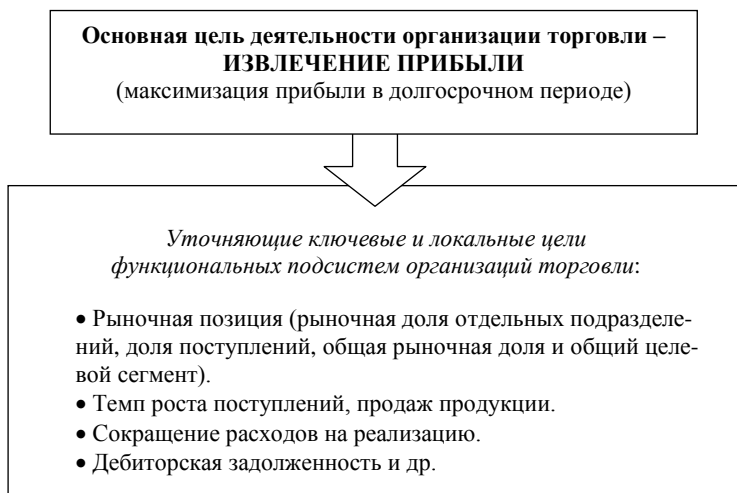 Основная цель деятельности организации торговли –
ИЗВЛЕЧЕНИЕ ПРИБЫЛИ
(максимизация прибыли в долгосрочном периоде)
Уточняющие ключевые и локальные цели
функциональных подсистем организаций торговли:
• Рыночная позиция (рыночная доля отдельных подразделе-
ний, доля поступлений, общая рыночная доля и общий целе-
вой сегмент).
• Темп роста поступлений, продаж продукции.
• Сокращение расходов на реализацию.
• Дебиторская задолженность и др.